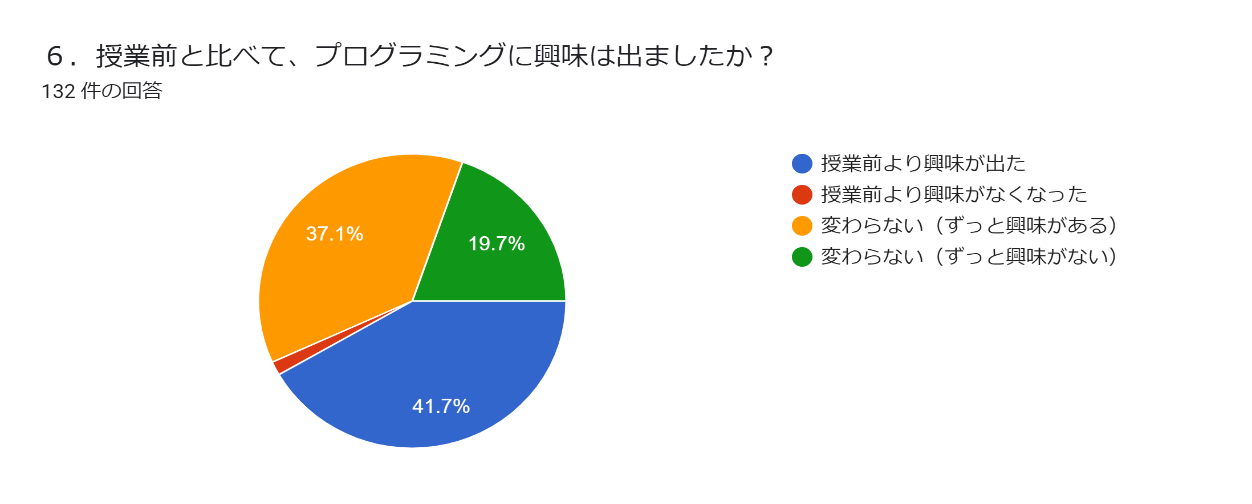 ６．授業前と比べて、プログラミングに興味は出ましたか？
132 件の回答
授業前より興味が出た
授業前より興味がなくなった
変わらない（ずっと興味がある）
変わらない（ずっと興味がない）
37.1%
19.7%
41.7%